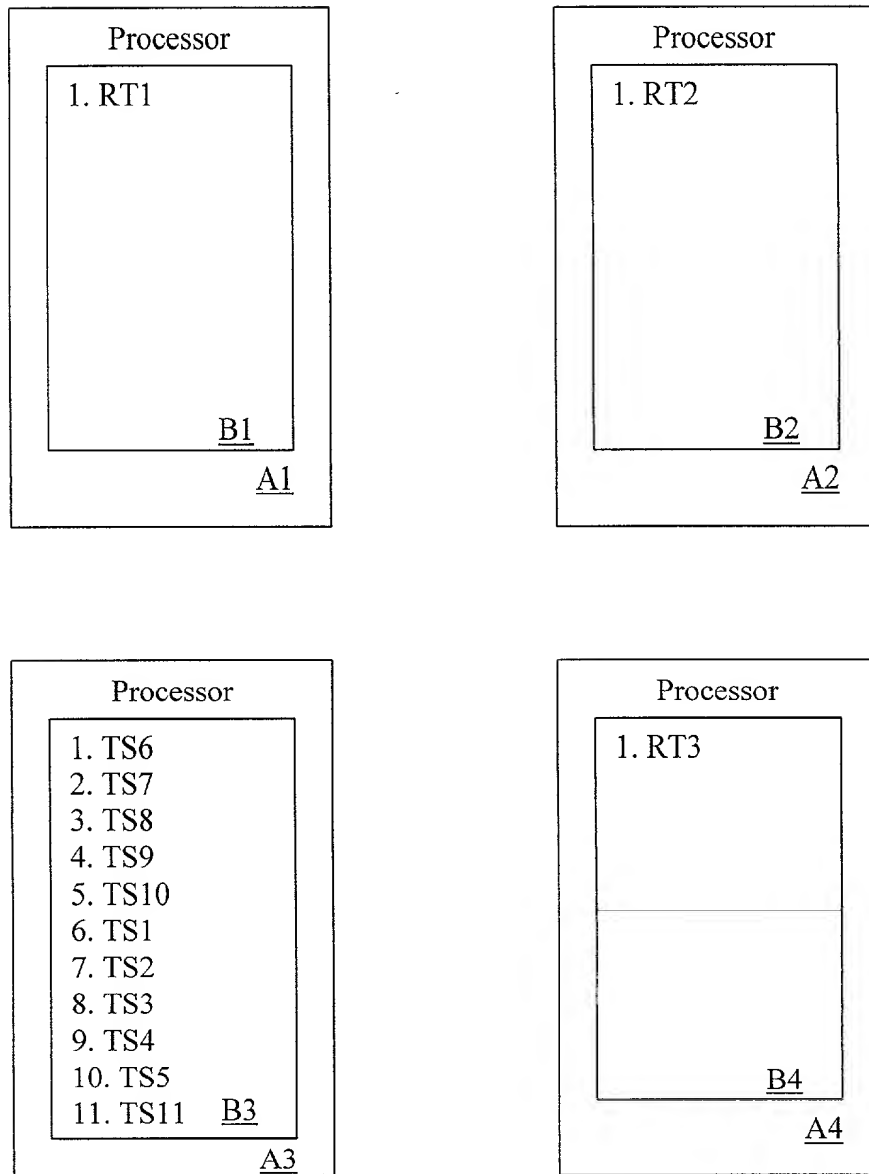 Processor
1. RT1
B1
A1
Processor
1. RT2
B2
A2
Processor
1. TS6
2. TS7
3. TS8
4. TS9
5. TS10
6. TS1
7. TS2
8. TS3
9. TS4
10. TS5
11. TS11
B3
A3
Processor
1. RT3
B4
A4